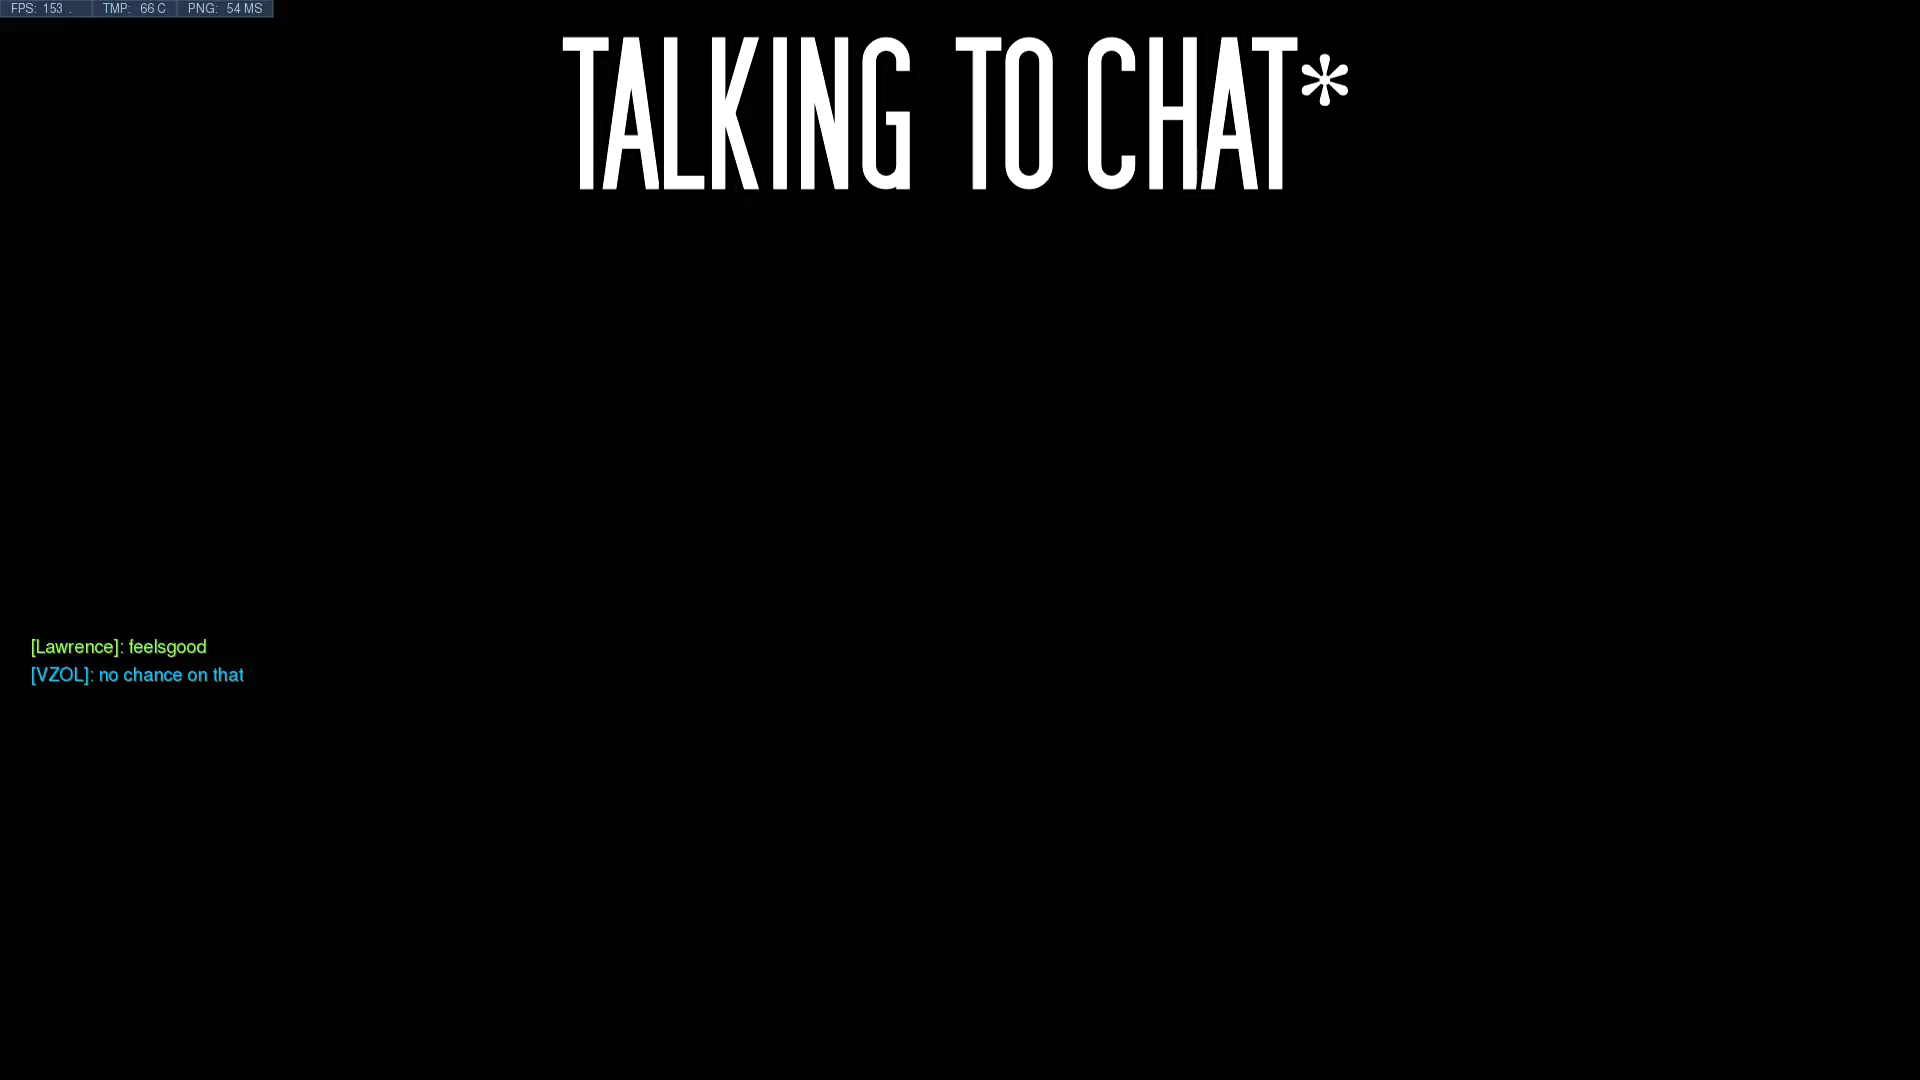 FPS: 153 . TMP: 66 C PNG: 54 MS
TALKING TO CHAT*
[Lawrence]: feelsgood
[VZOL]: no chance on that